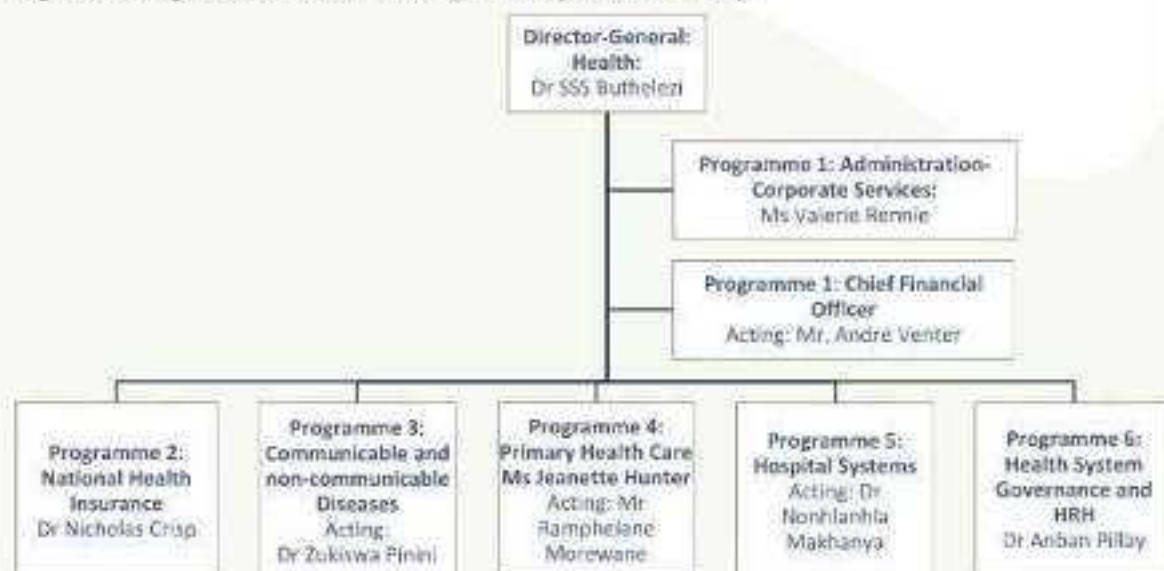 Director-General:
Health:
Dr SSS Buthelezi
Programme 1: Administration-
Corporate Services:
Ms Valerie Rennie
Programme 1: Chief Financial
Officer
Acting: Mr. Andre Venter
Programme 2:
National Health
Insurance
Dr Nicholas Crisp
Programme 3:
Communicable and
non-communicable
Diseases
Acting
Dr Zukiswa Pinini
Programme 4:
Primary Health Care
Ms Jeanette Hunter
Acting: Mr
Ramphelane
Morewane
Programme 5:
Hospital Systems
Acting: Dr
Nonhlanhla
Makhanya
Programme 6:
Health System
Governance and
HRH
Dr Anban Pillay